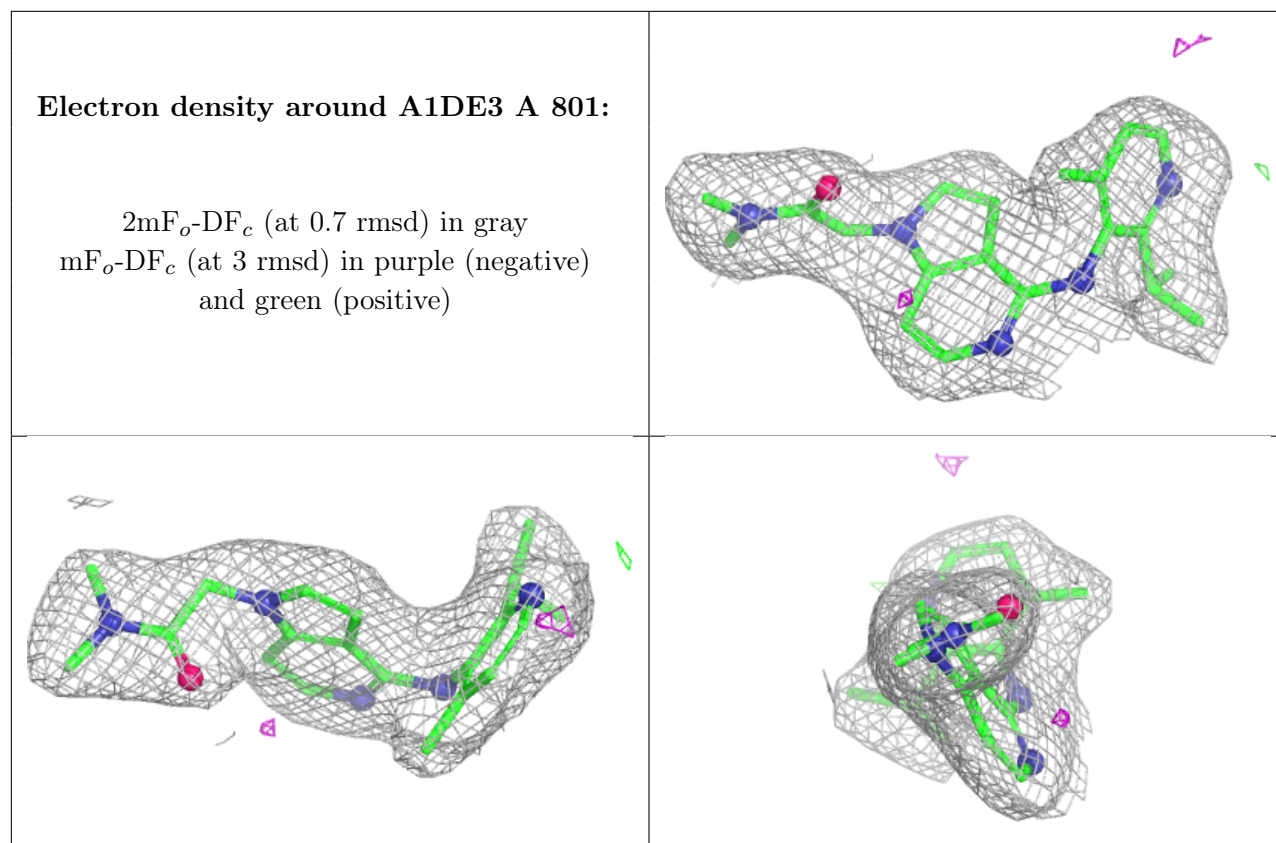 Electron density around A1DE3 A 801:
2mFo-DFc (at 0.7 rmsd) in gray
mFo-DFc (at 3 rmsd) in purple (negative)
and green (positive)